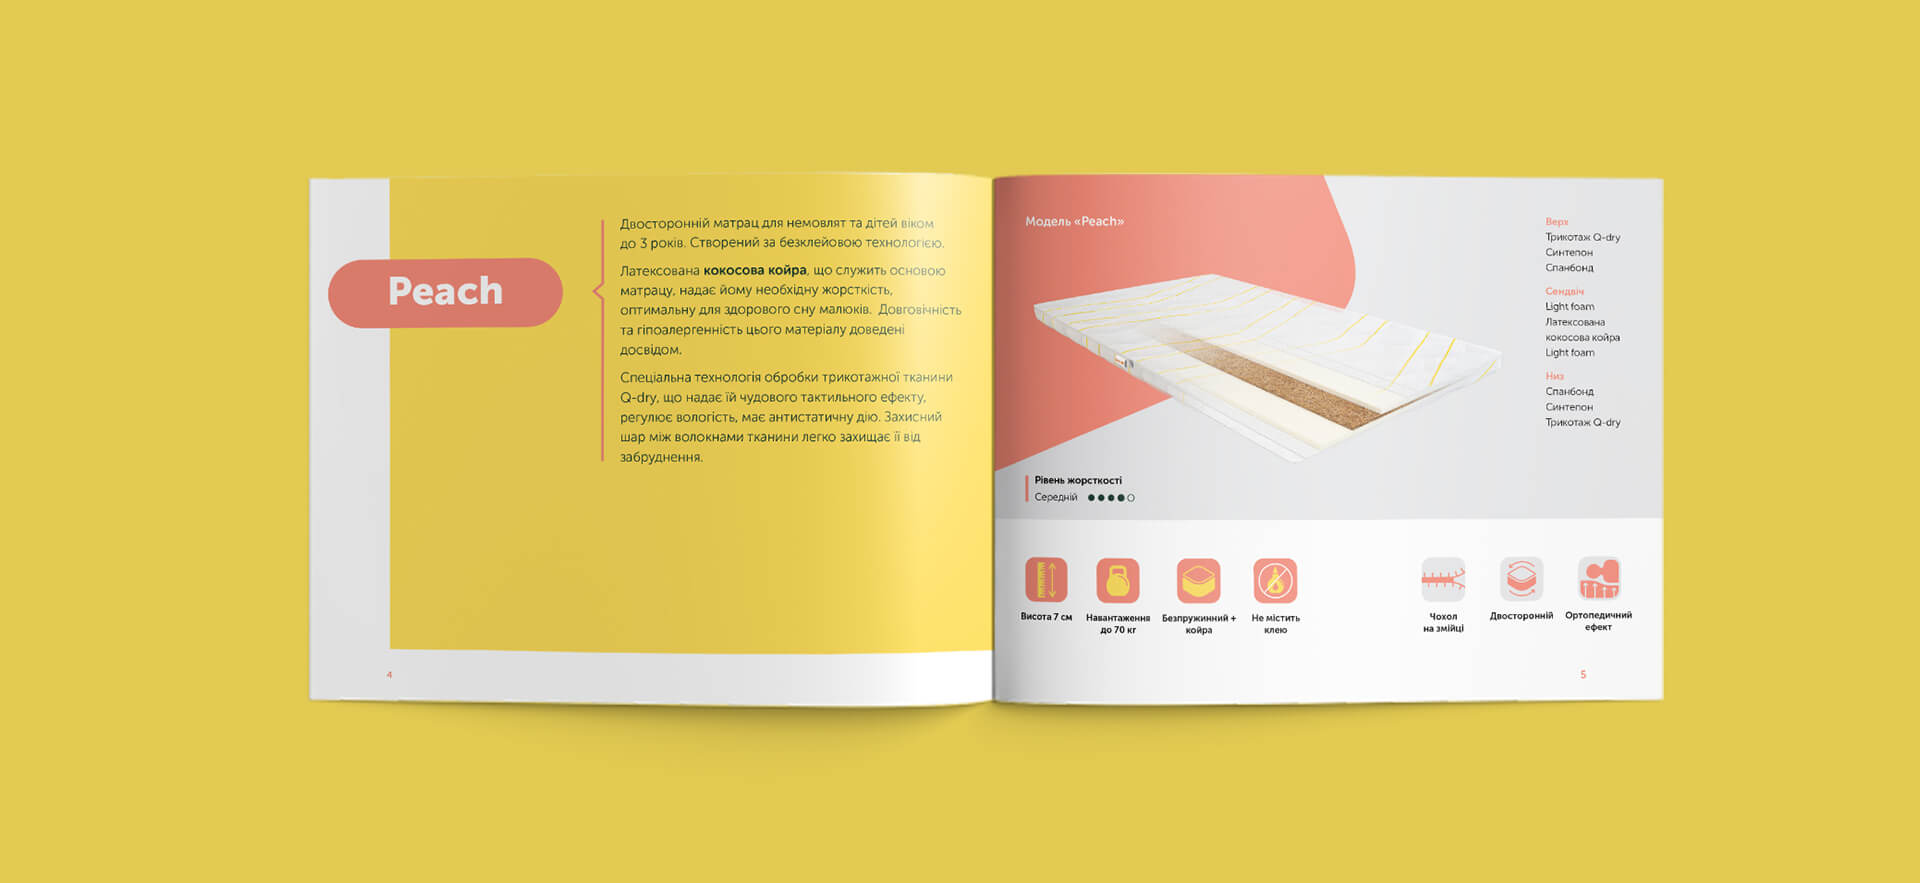 Peach
Двосторонній матрац для немовлят та дітей віком
до 3 років. Створений за безклейовою технологією.
Латексована кокосова койра, що служить основою
матрацу, надає йому необхідну жорсткість,
оптимальну для здорового сну малюків. Довговічність
та гіпоалергенність цього матеріалу доведені
досвідом.
Спеціальна технологія обробки трикотажної тканини
Q-dry, що надає їй чудового тактильного ефекту,
регулює вологість, має антистатичну дію. Захисний
шар між волокнами тканини легко захищає її від
забруднення.
4
Модель «Peach»
Верх
Трикотаж Q-dry
Синтепон
Спанбонд
Сендвіч
Light foam
Латексована
кокосова койра
Light foam
Низ
Спанбонд
Синтепон
Трикотаж Q-dry
Рівень жорсткості
Середній
Висота 7 см
Навантаження
до 70 кг
Безпружинний +
койра
Не містить
клею
Чохол
на змійці
Двосторонній
Ортопедичний
ефект
5